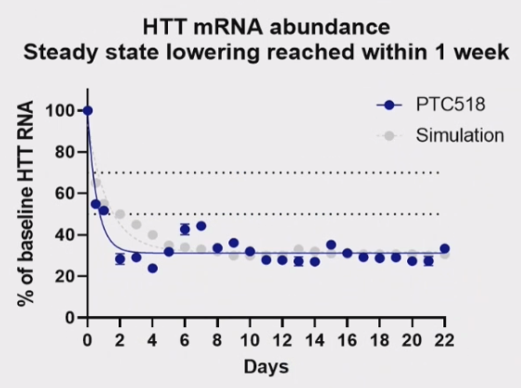 HTT mRNA abundance
Steady state lowering reached within 1 week
% of baseline HTT RNA
100
80
60
40
20
0
PTC518
Simulation
0 2 4 6 8 10 12 14 16 18 20 22
Days